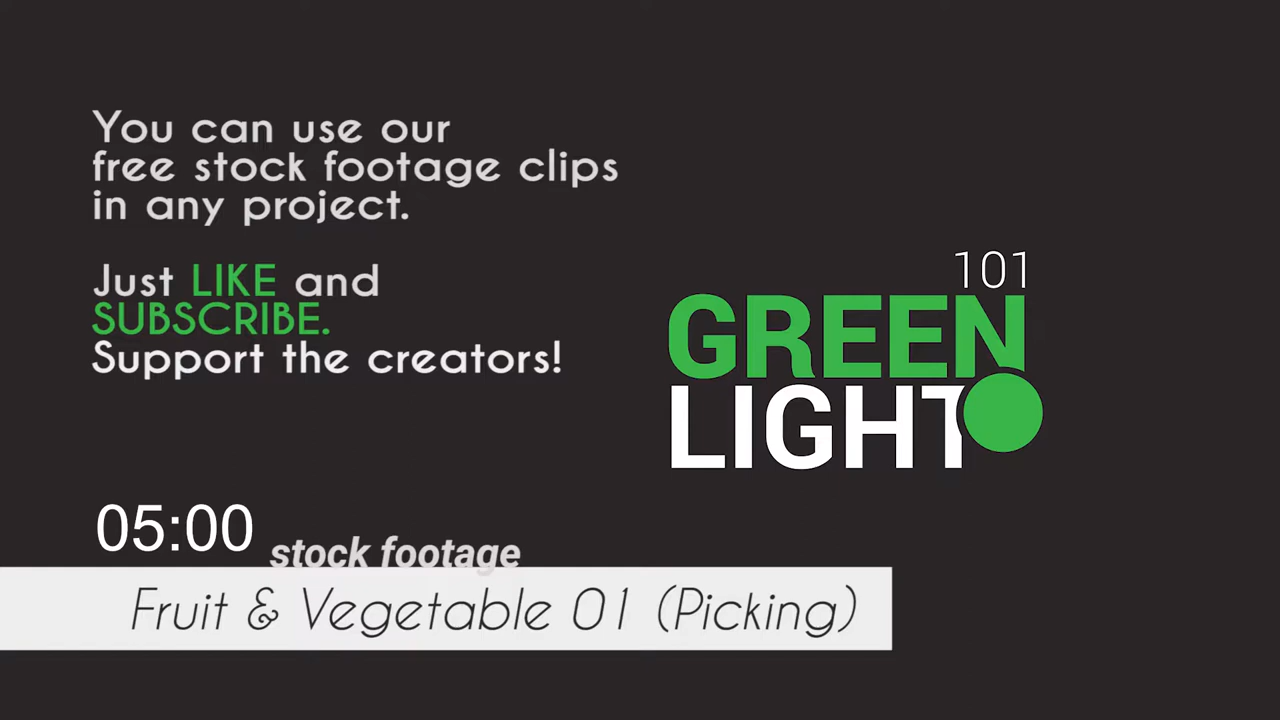 You can use our
free stock footage clips
in any project.
Just LIKE and
SUBSCRIBE.
Support the creators!
101
GREEN
LIGHT
05:00
stock footage
Fruit & Vegetable 01 (Picking)